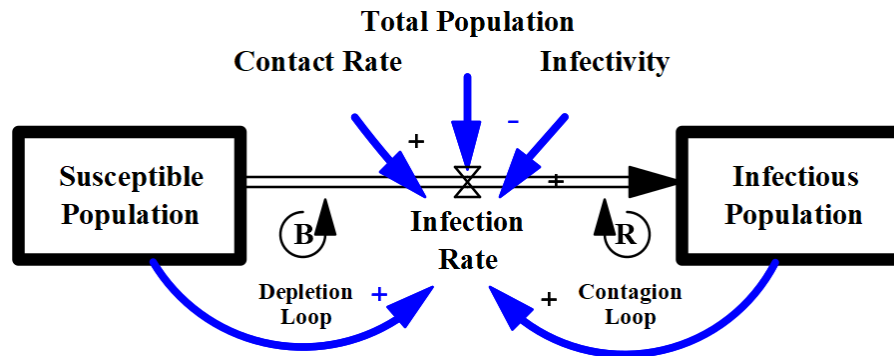 Total Population
Contact Rate
Infectivity
+
-
Susceptible
Population
+
Infectious
Population
B
Infection
Rate
R
Depletion
Loop
+
+
Contagion
Loop